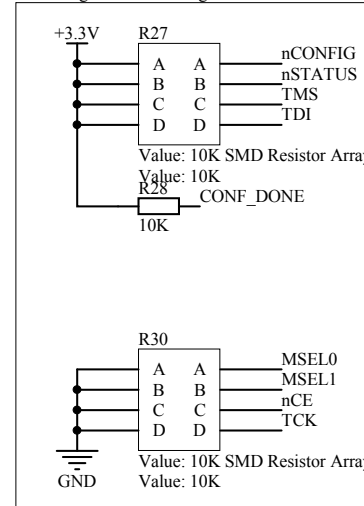 +3.3V
R27
A A nCONFIG
B B nSTATUS
C C TMS
D D TDI
Value: 10K SMD Resistor Array
Value: 10K
R28
CONF_DONE
10K
R30
A A MSEL0
B B MSEL1
C C nCE
D D TCK
GND
Value: 10K SMD Resistor Array
Value: 10K